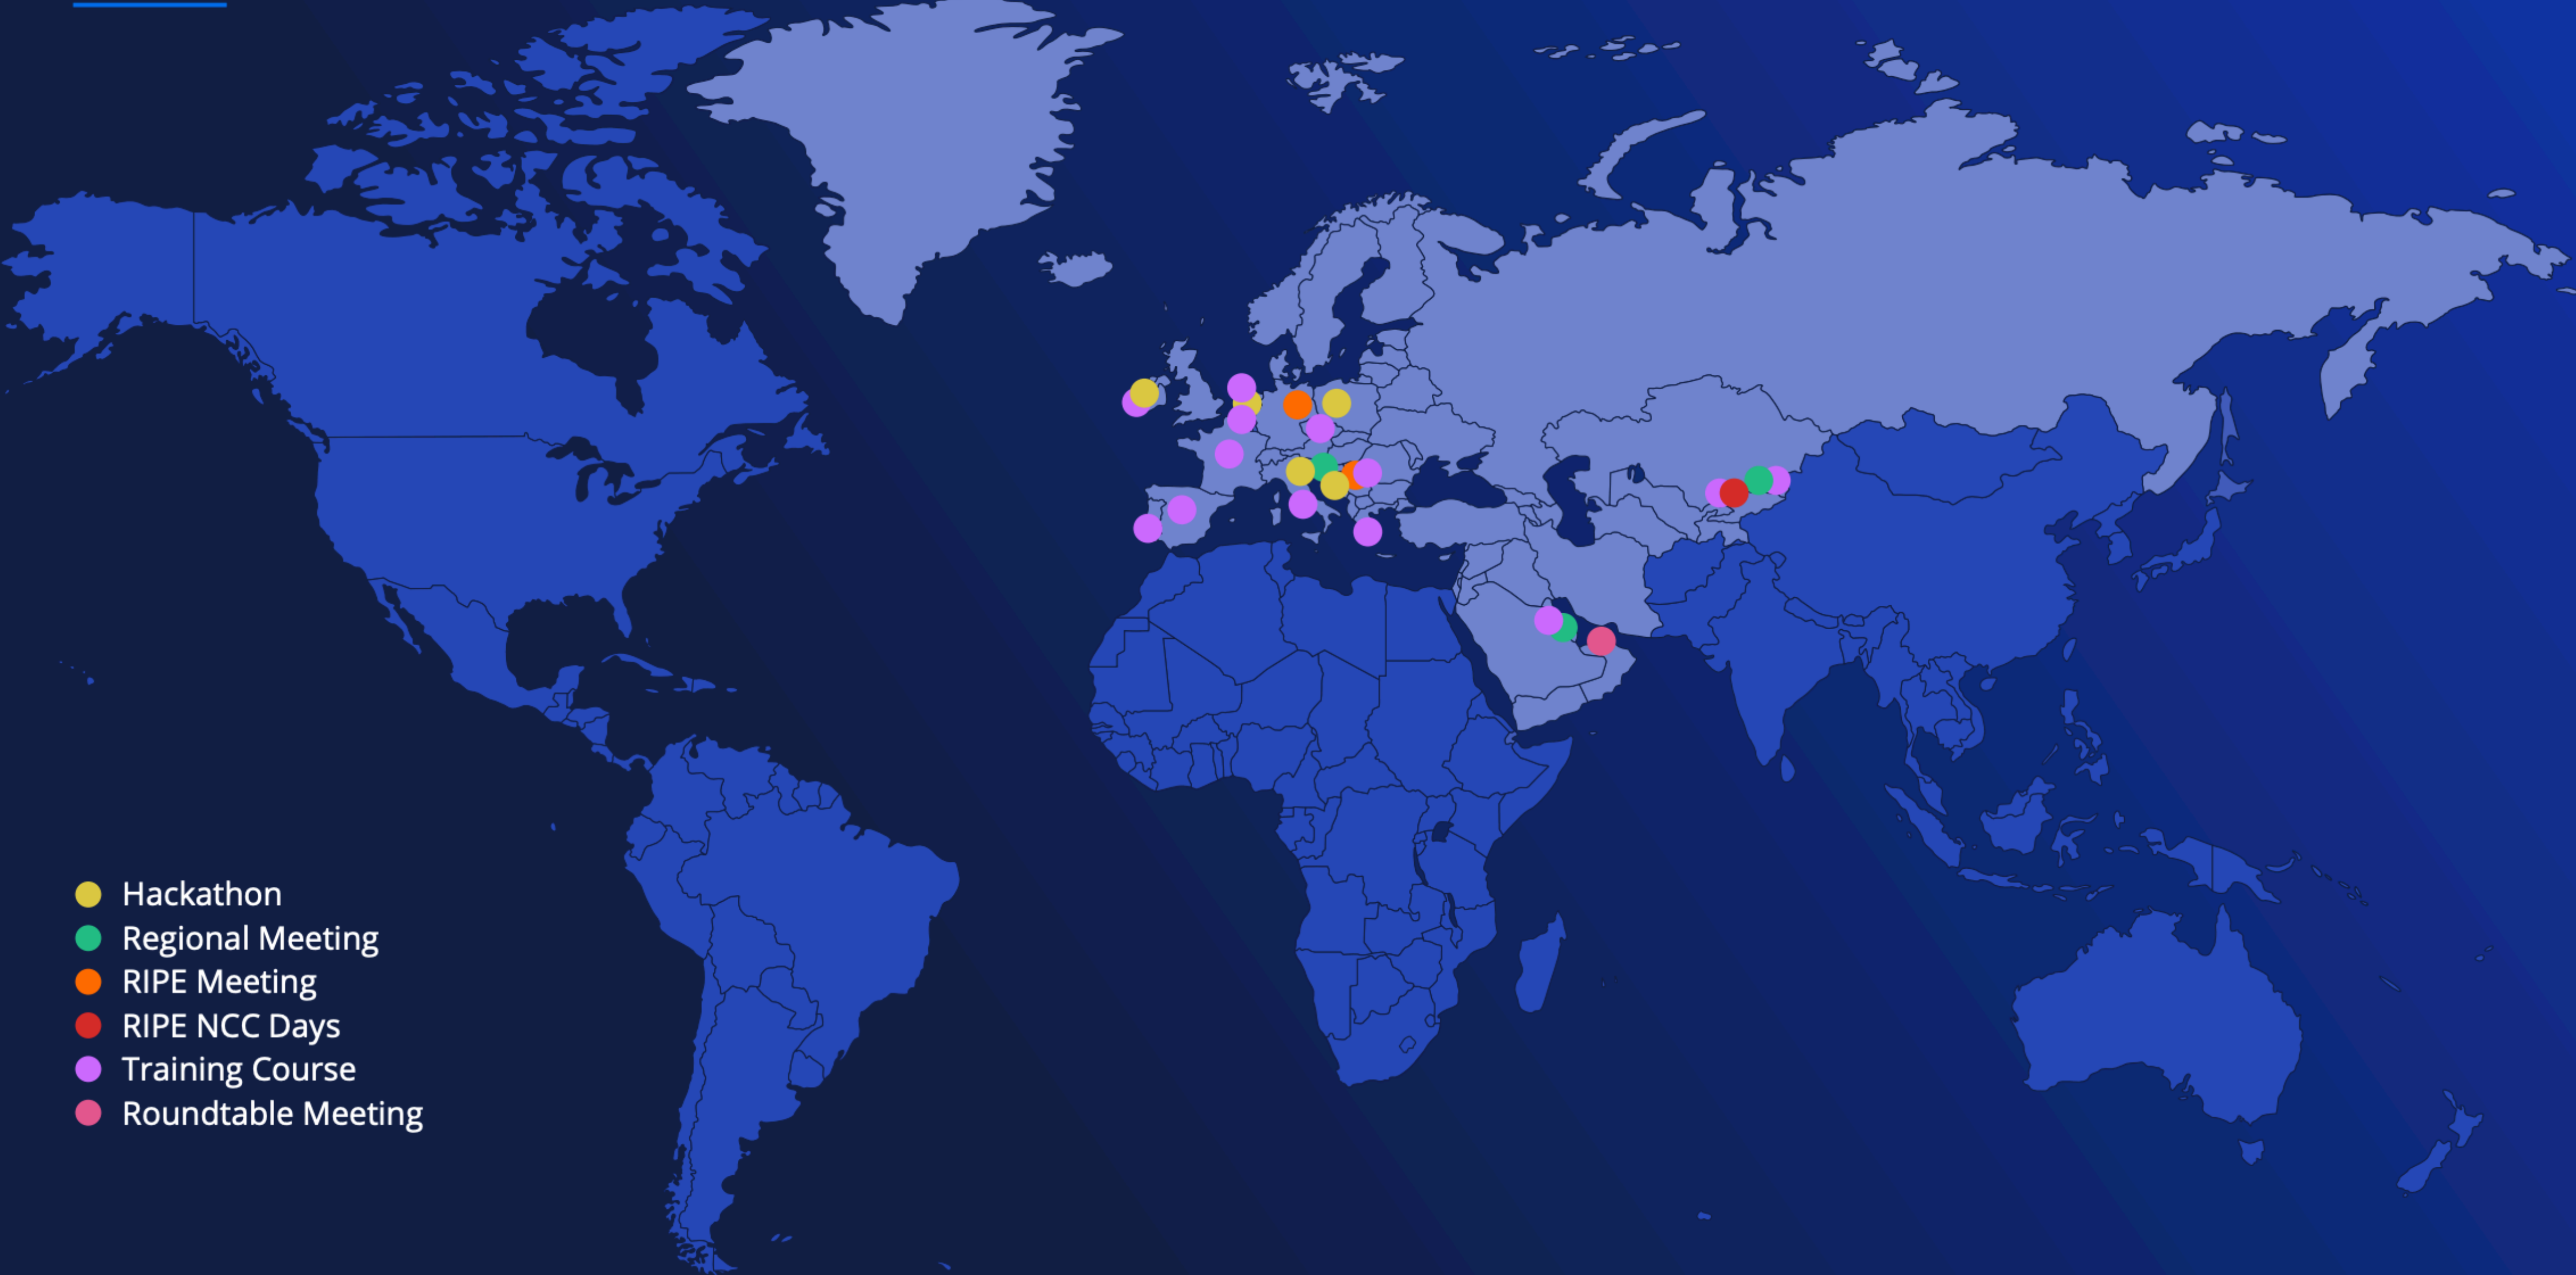 Hackathon
Regional Meeting
RIPE Meeting
RIPE NCC Days
Training Course
Roundtable Meeting